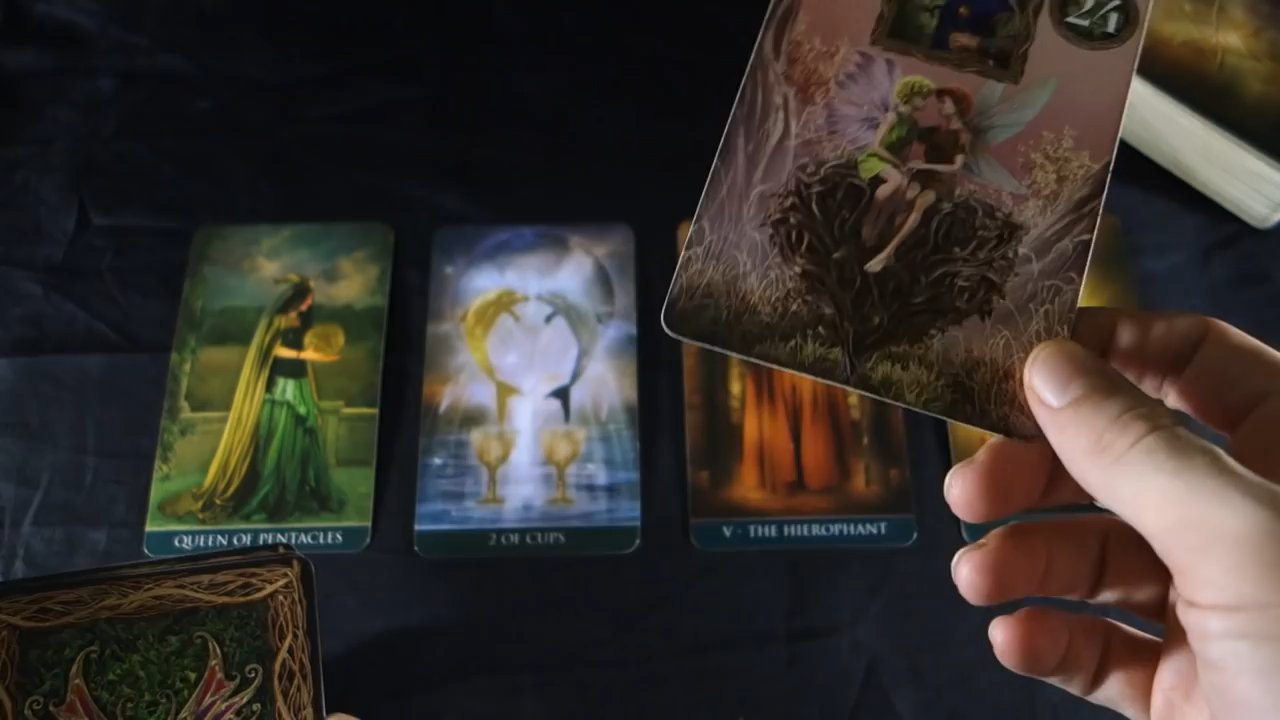 24
QUEEN OF PENTACLES
2 OF CUPS
V - THE HIEROPHANT